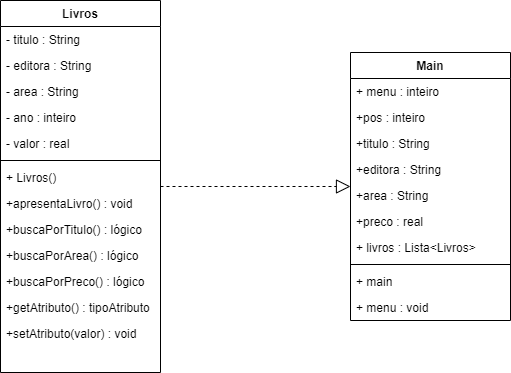 Livros
- titulo : String
- editora : String
- area : String
- ano : inteiro
- valor : real
+ Livros()
+apresentaLivro() : void
+buscaPorTitulo() : lógico
+buscaPorArea() : lógico
+buscaPorPreco() : lógico
+getAtributo() : tipoAtributo
+setAtributo(valor) : void
Main
+ menu : inteiro
+pos : inteiro
+titulo : String
+editora : String
+area : String
+preco : real
+ livros : Lista<Livros>
+ main
+ menu : void